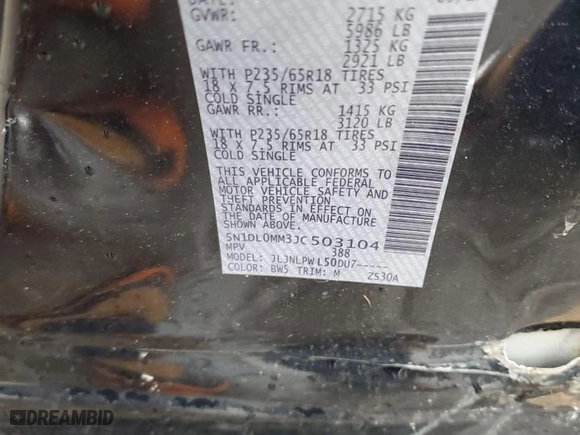 DATE:
GVWR: 2715 KG
5986 LB
GAWR FR.: 1325 KG
2921 LB
WITH P235/65R18 TIRES
18 X 7.5 RIMS AT 33 PSI
COLD SINGLE
GAWR RR.: 1415 KG
3120 LB
WITH P235/65R18 TIRES
18 X 7.5 RIMS AT 33 PSI
COLD SINGLE
THIS VEHICLE CONFORMS TO
ALL APPLICABLE FEDERAL
MOTOR VEHICLE SAFETY AND
THEFT PREVENTION
STANDARDS IN EFFECT ON
THE DATE OF MANUFACTURE
SHOWN ABOVE.
5N1DL0MM3JC503104
MPV 388
MODEL: JLJNLPWL50DU7-----
COLOR: BW5 TRIM: M ZS30A
DREAMBID